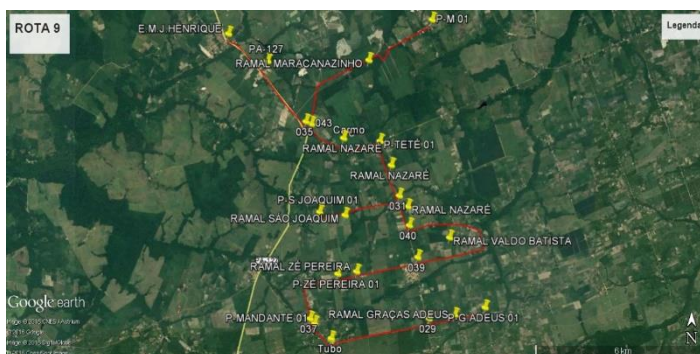 ROTA 9
Legenda
P-M 01
E M J HENRIQUE
PA-127
RAMAL MARACANAZINHO
043
035
Carmo
RAMAL NAZARÉ
P-TETÉ 01
RAMAL NAZARÉ
P-S JOAQUIM 01
031
RAMAL NAZARÉ
RAMAL SÃO JOAQUIM
040
RAMAL VALDO BATISTA
039
RAMAL ZÉ PEREIRA
P-ZÉ PEREIRA 01
Google earth
P-MANDANTE 01
RAMAL GRAÇAS ADEUS
P-G ADEUS 01
037
029
Tubo
6 km
N